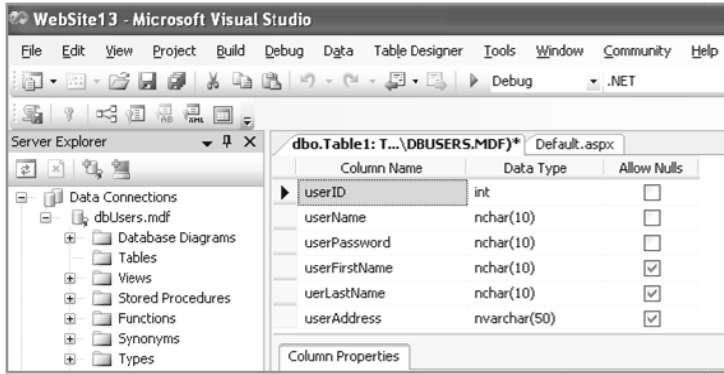 WebSite13 - Microsoft Visual Studio
File Edit View Project Build Debug Data Table Designer Tools Window Community Help
Debug .NET
Server Explorer
dbo.Table1: T...\DBUSERS.MDF)* Default.aspx
Column Name Data Type Allow Nulls
userID int
userName nchar(10)
userPassword nchar(10)
userFirstName nchar(10)
uerLastName nchar(10)
userAddress nvarchar(50)
Column Properties
Data Connections
dbUsers.mdf
Database Diagrams
Tables
Views
Stored Procedures
Functions
Synonyms
Types